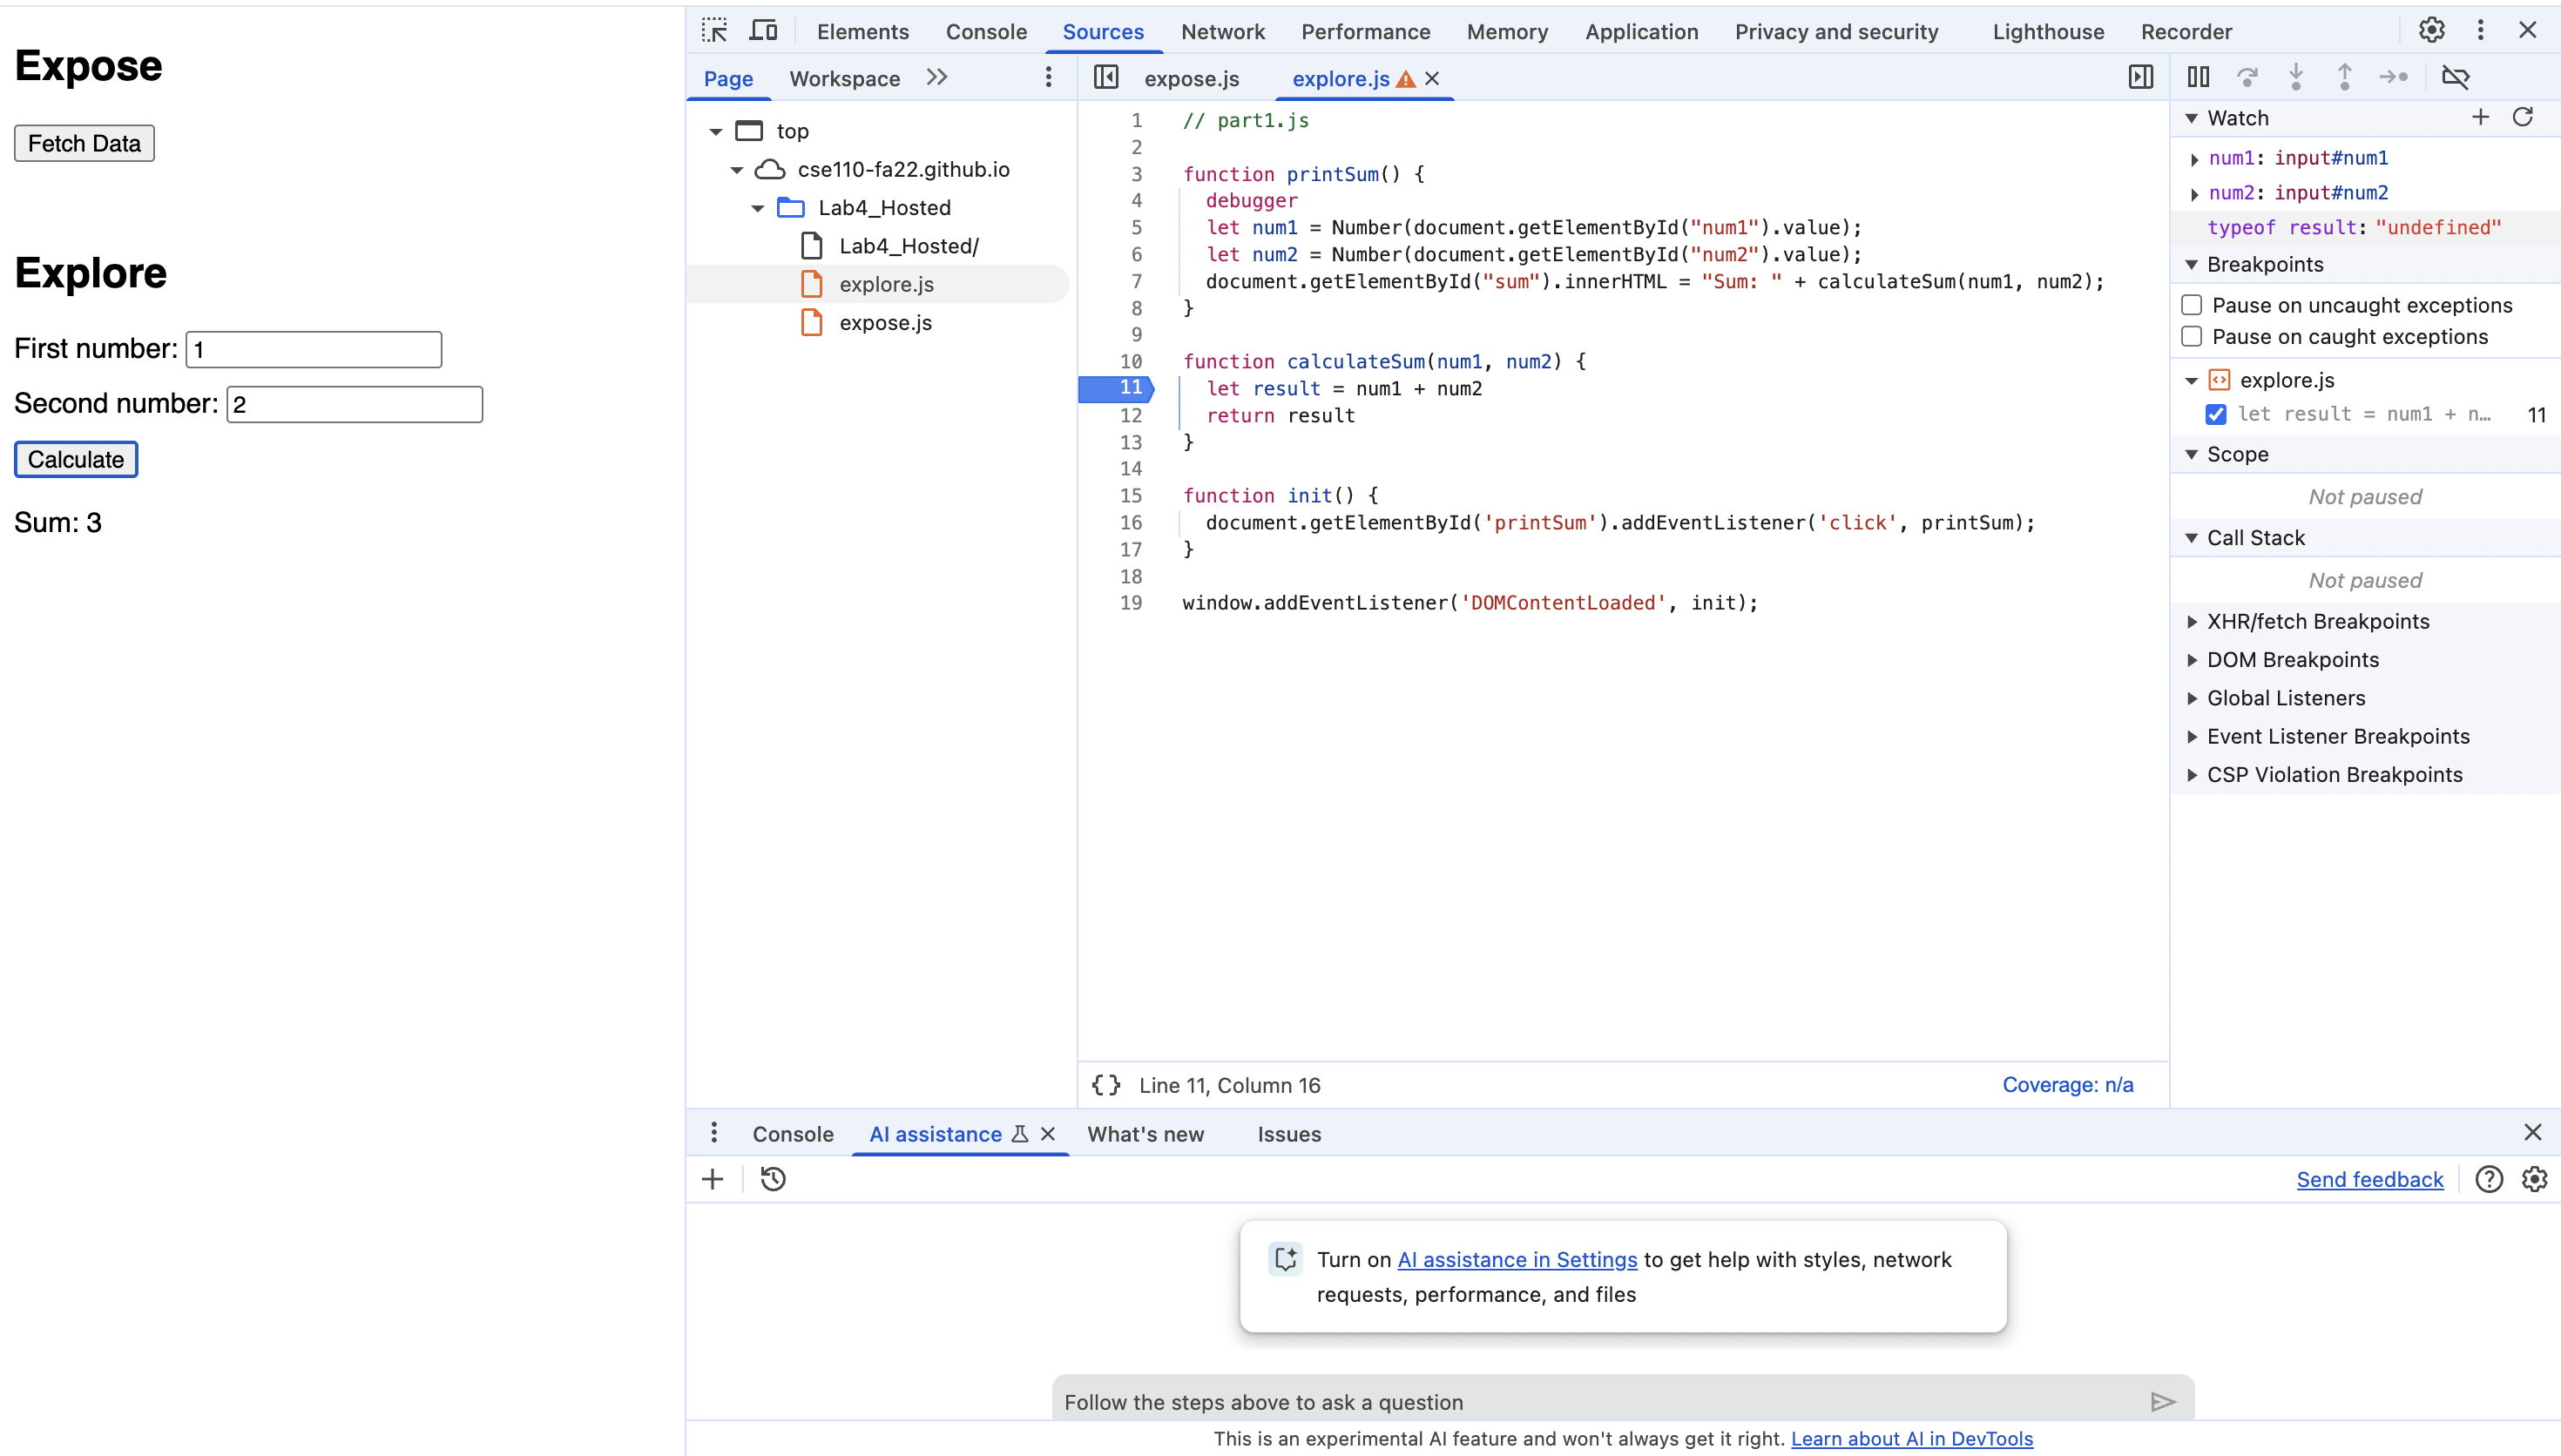 Expose
Fetch Data
Explore
First number: 1
Second number: 2
Calculate
Sum: 3
Elements Console Sources Network Performance Memory Application Privacy and security Lighthouse Recorder
Page Workspace
top
cse110-fa22.github.io
Lab4_Hosted
Lab4_Hosted/
explore.js
expose.js
expose.js explore.js
1 // part1.js
2
3 function printSum() {
4 debugger
5 let num1 = Number(document.getElementById("num1").value);
6 let num2 = Number(document.getElementById("num2").value);
7 document.getElementById("sum").innerHTML = "Sum: " + calculateSum(num1, num2);
8 }
9
10 function calculateSum(num1, num2) {
11 let result = num1 + num2
12 return result
13 }
14
15 function init() {
16 document.getElementById('printSum').addEventListener('click', printSum);
17 }
18
19 window.addEventListener('DOMContentLoaded', init);
{} Line 11, Column 16 Coverage: n/a
Watch
num1: input#num1
num2: input#num2
typeof result: "undefined"
Breakpoints
Pause on uncaught exceptions
Pause on caught exceptions
explore.js
let result = num1 + n… 11
Scope
Not paused
Call Stack
Not paused
XHR/fetch Breakpoints
DOM Breakpoints
Global Listeners
Event Listener Breakpoints
CSP Violation Breakpoints
Console AI assistance What's new Issues
Send feedback
Turn on AI assistance in Settings to get help with styles, network
requests, performance, and files
Follow the steps above to ask a question
This is an experimental AI feature and won't always get it right. Learn about AI in DevTools